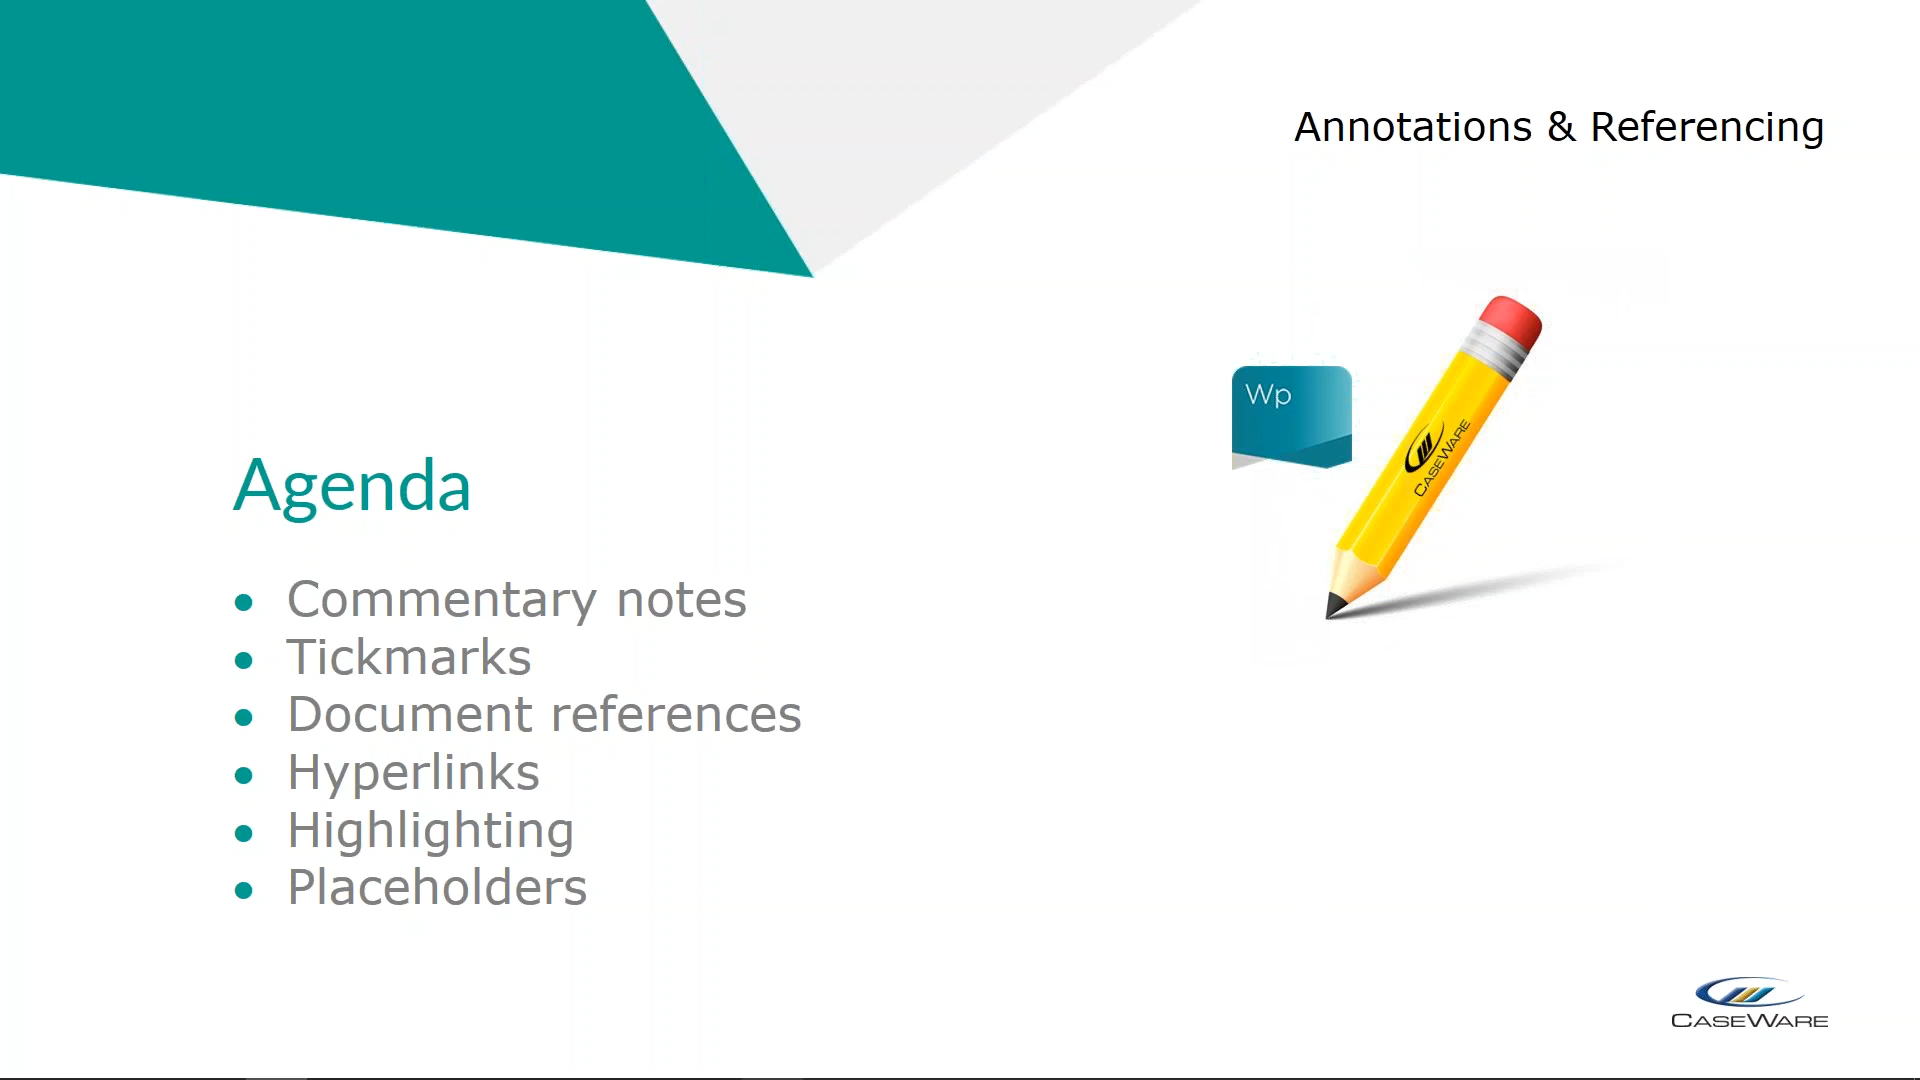 Annotations & Referencing
Wp
CASEWARE
Agenda
• Commentary notes
• Tickmarks
• Document references
• Hyperlinks
• Highlighting
• Placeholders
CASEWARE